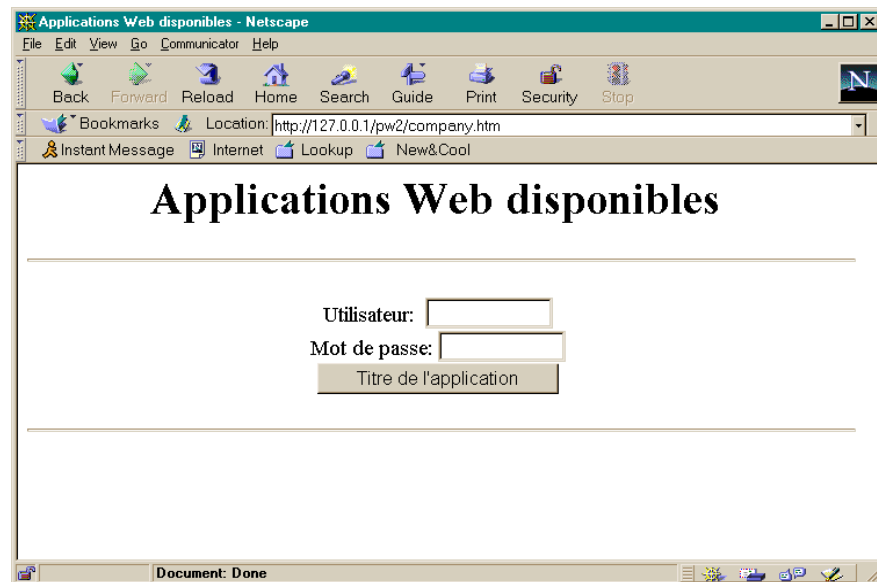 Applications Web disponibles - Netscape
File Edit View Go Communicator Help
Back Forward Reload Home Search Guide Print Security Stop
N
Bookmarks Location: http://127.0.0.1/pw2/company.htm
Instant Message Internet Lookup New&Cool
Applications Web disponibles
Utilisateur:
Mot de passe:
Titre de l'application
Document: Done